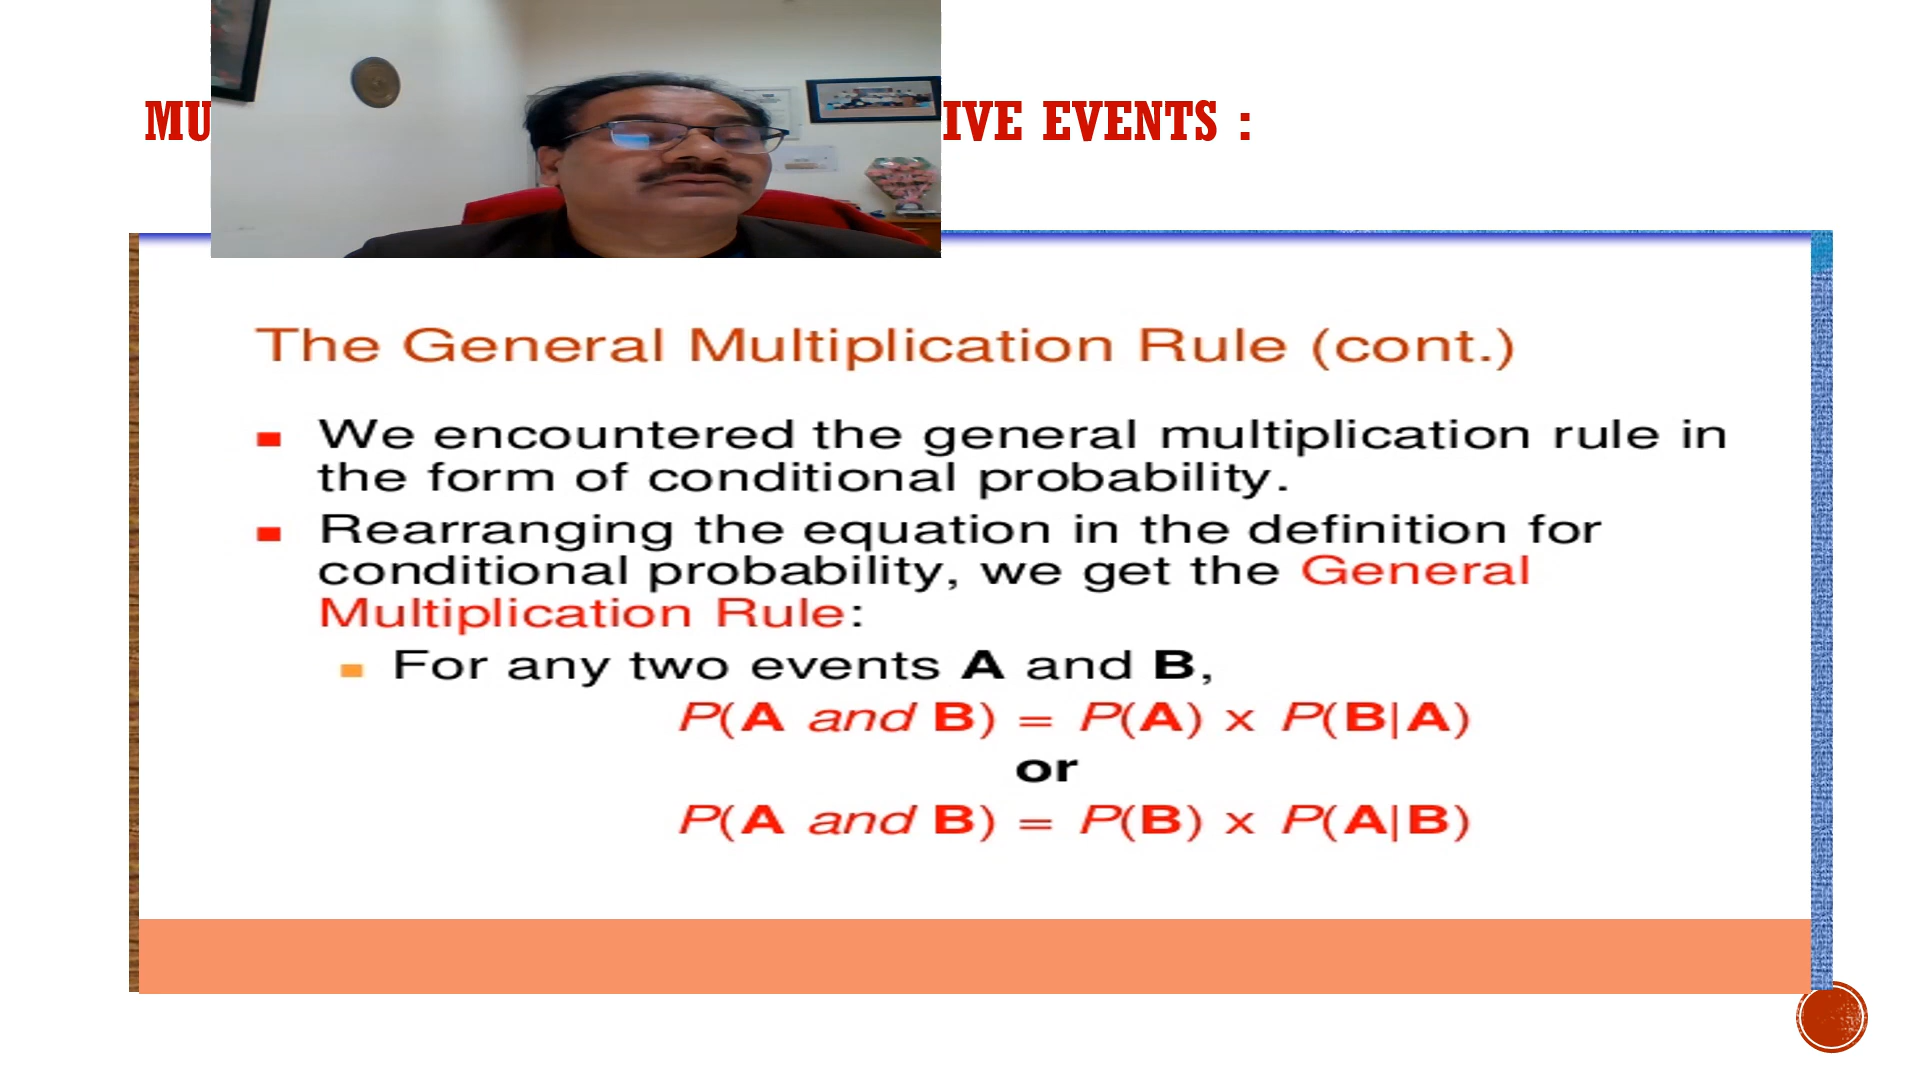 IVE EVENTS :
The General Multiplication Rule (cont.)
We encountered the general multiplication rule in
the form of conditional probability.
Rearranging the equation in the definition for
conditional probability, we get the General
Multiplication Rule:
For any two events A and B,
P(A and B) = P(A) x P(B|A)
or
P(A and B) = P(B) x P(A|B)